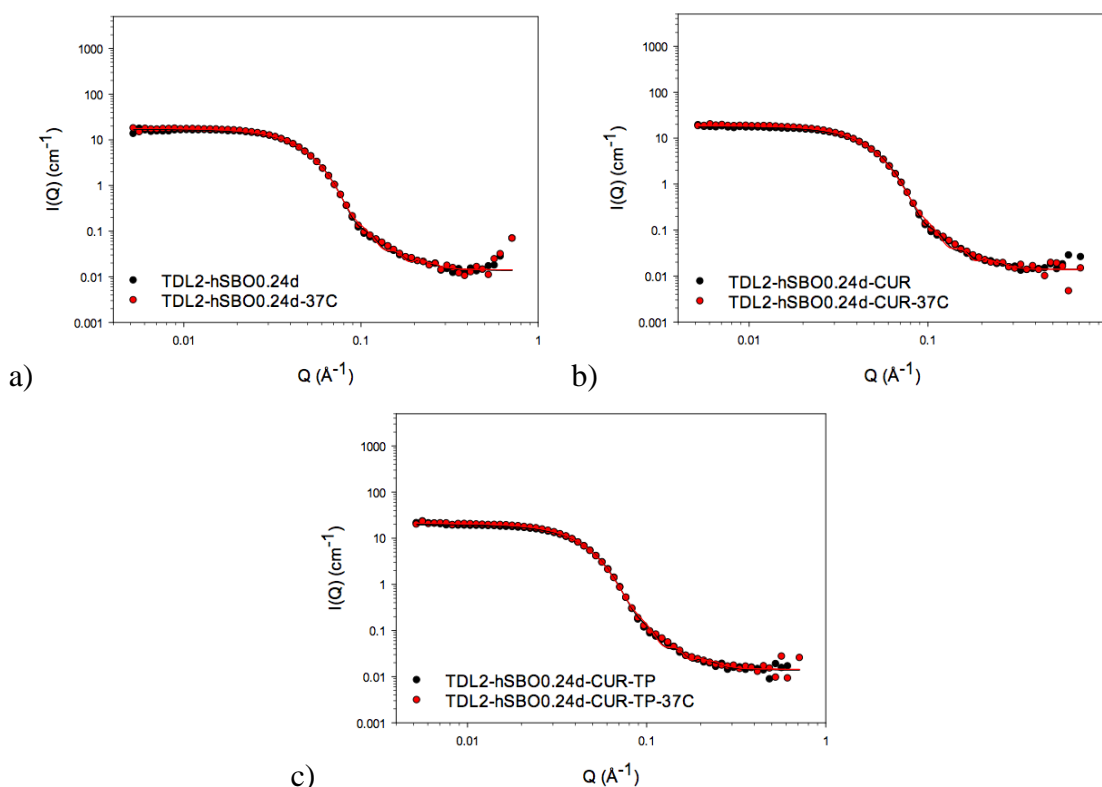 1000
100
10
1
0.1
0.01
0.001
I(Q) (cm⁻¹)
TDL2-hSBO0.24d
TDL2-hSBO0.24d-37C
0.01
0.1
1
Q (Å⁻¹)
a)
1000
100
10
1
0.1
0.01
0.001
I(Q) (cm⁻¹)
TDL2-hSBO0.24d-CUR
TDL2-hSBO0.24d-CUR-37C
0.01
0.1
Q (Å⁻¹)
b)
1000
100
10
1
0.1
0.01
0.001
I(Q) (cm⁻¹)
TDL2-hSBO0.24d-CUR-TP
TDL2-hSBO0.24d-CUR-TP-37C
0.01
0.1
1
Q (Å⁻¹)
c)